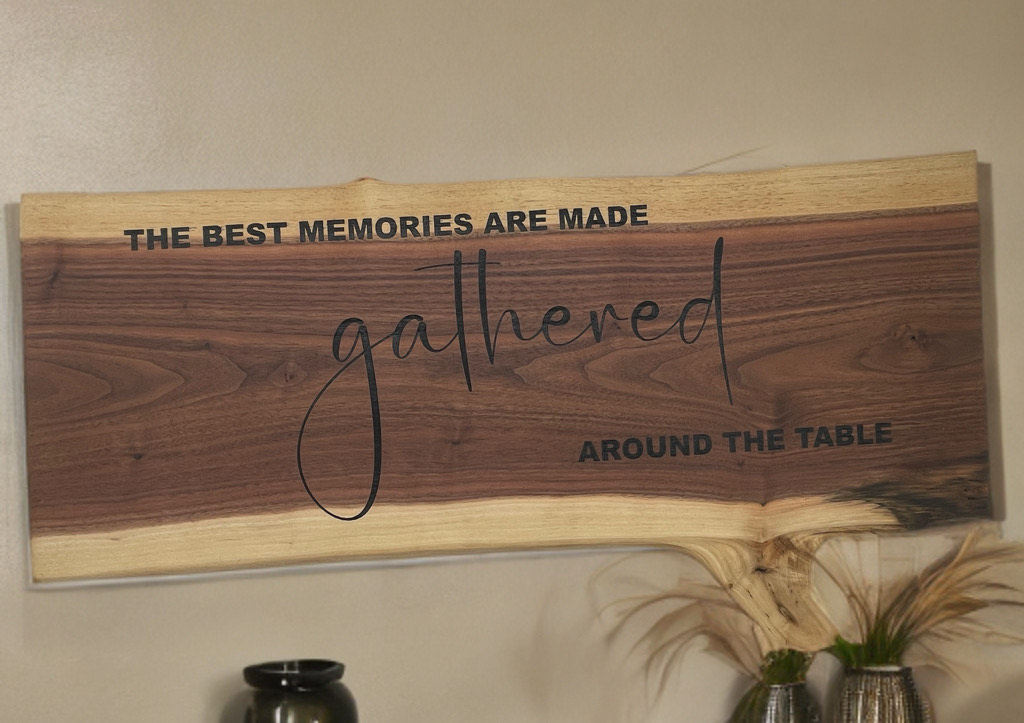 THE BEST MEMORIES ARE MADE
gathered
AROUND THE TABLE